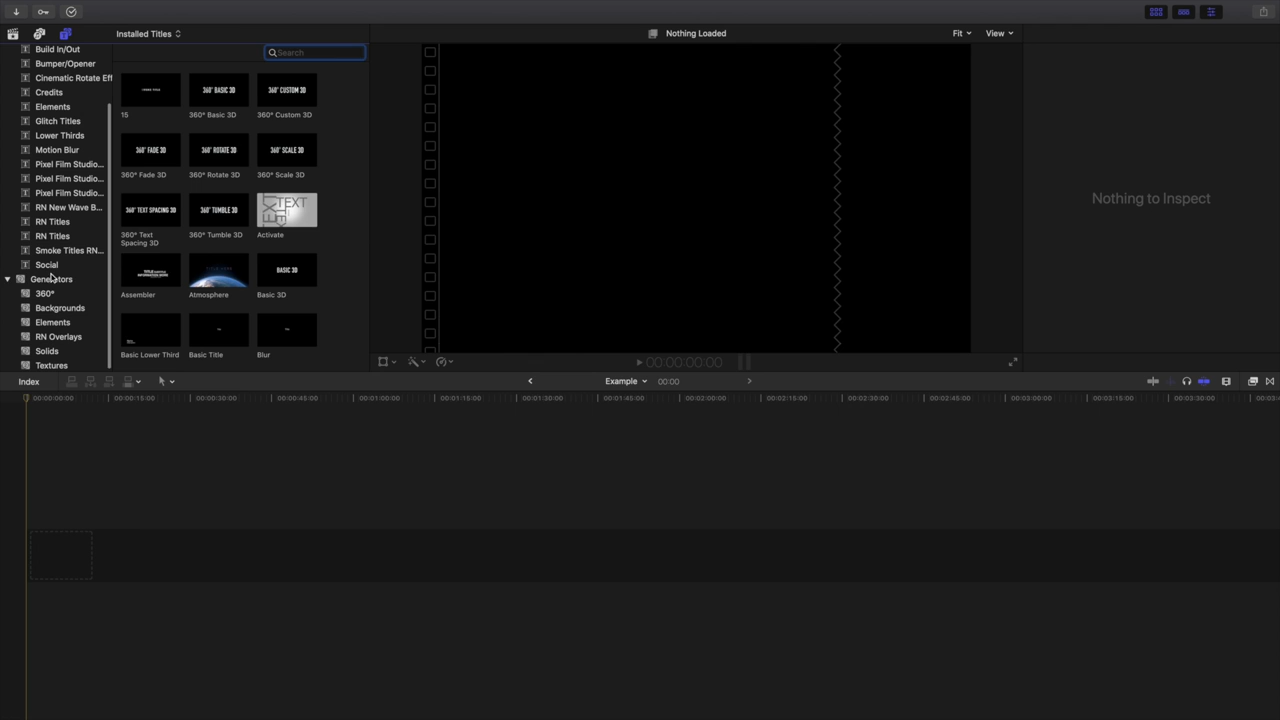 Installed Titles
Nothing Loaded
Fit
View
Search
Build In/Out
Bumper/Opener
Cinematic Rotate Eff
Credits
Elements
Glitch Titles
Lower Thirds
Motion Blur
Pixel Film Studio...
Pixel Film Studio...
Pixel Film Studio...
RN New Wave B...
RN Titles
RN Titles
Smoke Titles RN...
Social
Generators
360°
Backgrounds
Elements
RN Overlays
Solids
Textures
360° BASIC 3D
360° CUSTOM 3D
15
360° Basic 3D
360° Custom 3D
360° FADE 3D
360° ROTATE 3D
360° SCALE 3D
360° Fade 3D
360° Rotate 3D
360° Scale 3D
360° TEXT SPACING 3D
360° TUMBLE 3D
TEXT
360° Text
Spacing 3D
360° Tumble 3D
Activate
BASIC 3D
Assembler
Atmosphere
Basic 3D
Basic Lower Third
Basic Title
Blur
Nothing to Inspect
00:00:00:00
Index
Example
00:00
00:00:00:00
00:00:15:00
00:00:30:00
00:00:45:00
00:01:00:00
00:01:15:00
00:01:30:00
00:01:45:00
00:02:00:00
00:02:15:00
00:02:30:00
00:02:45:00
00:03:00:00
00:03:15:00
00:03:30:00
00:03:4